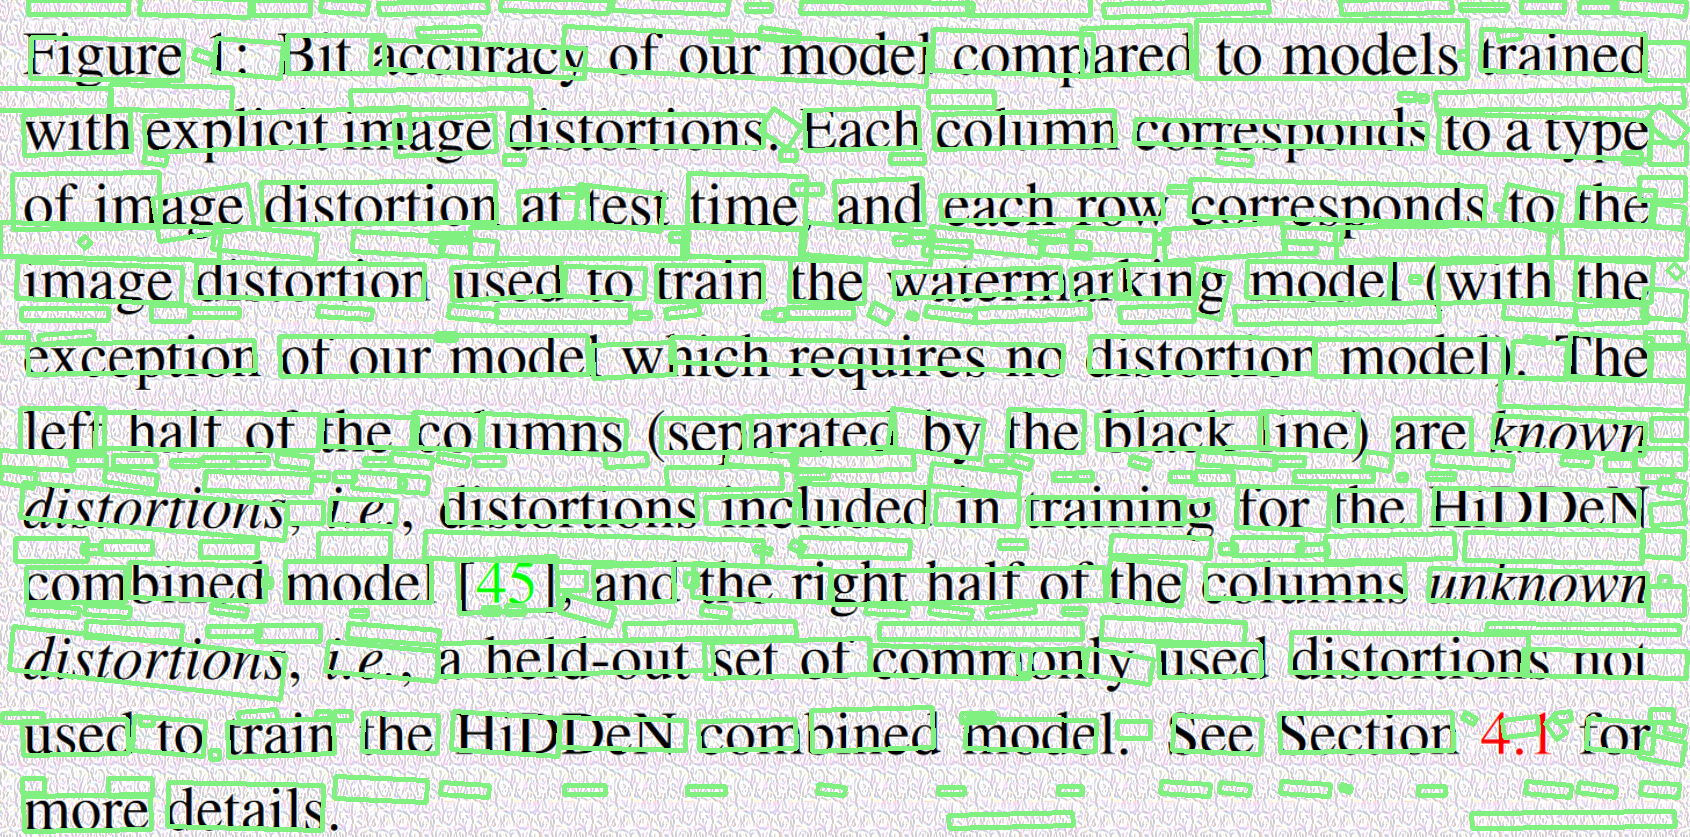 Figure 1: Bit accuracy of our model compared to models trained
with explicit image distortions. Each column corresponds to a type
of image distortion at test time, and each row corresponds to the
image distortion used to train the watermarking model (with the
exception of our model which requires no distortion model). The
left half of the columns (separated by the black line) are known
distortions, i.e., distortions included in training for the HiDDeN
combined model [45], and the right half of the columns unknown
distortions, i.e., a held-out set of commonly used distortions not
used to train the HiDDeN combined model. See Section 4.1 for
more details.